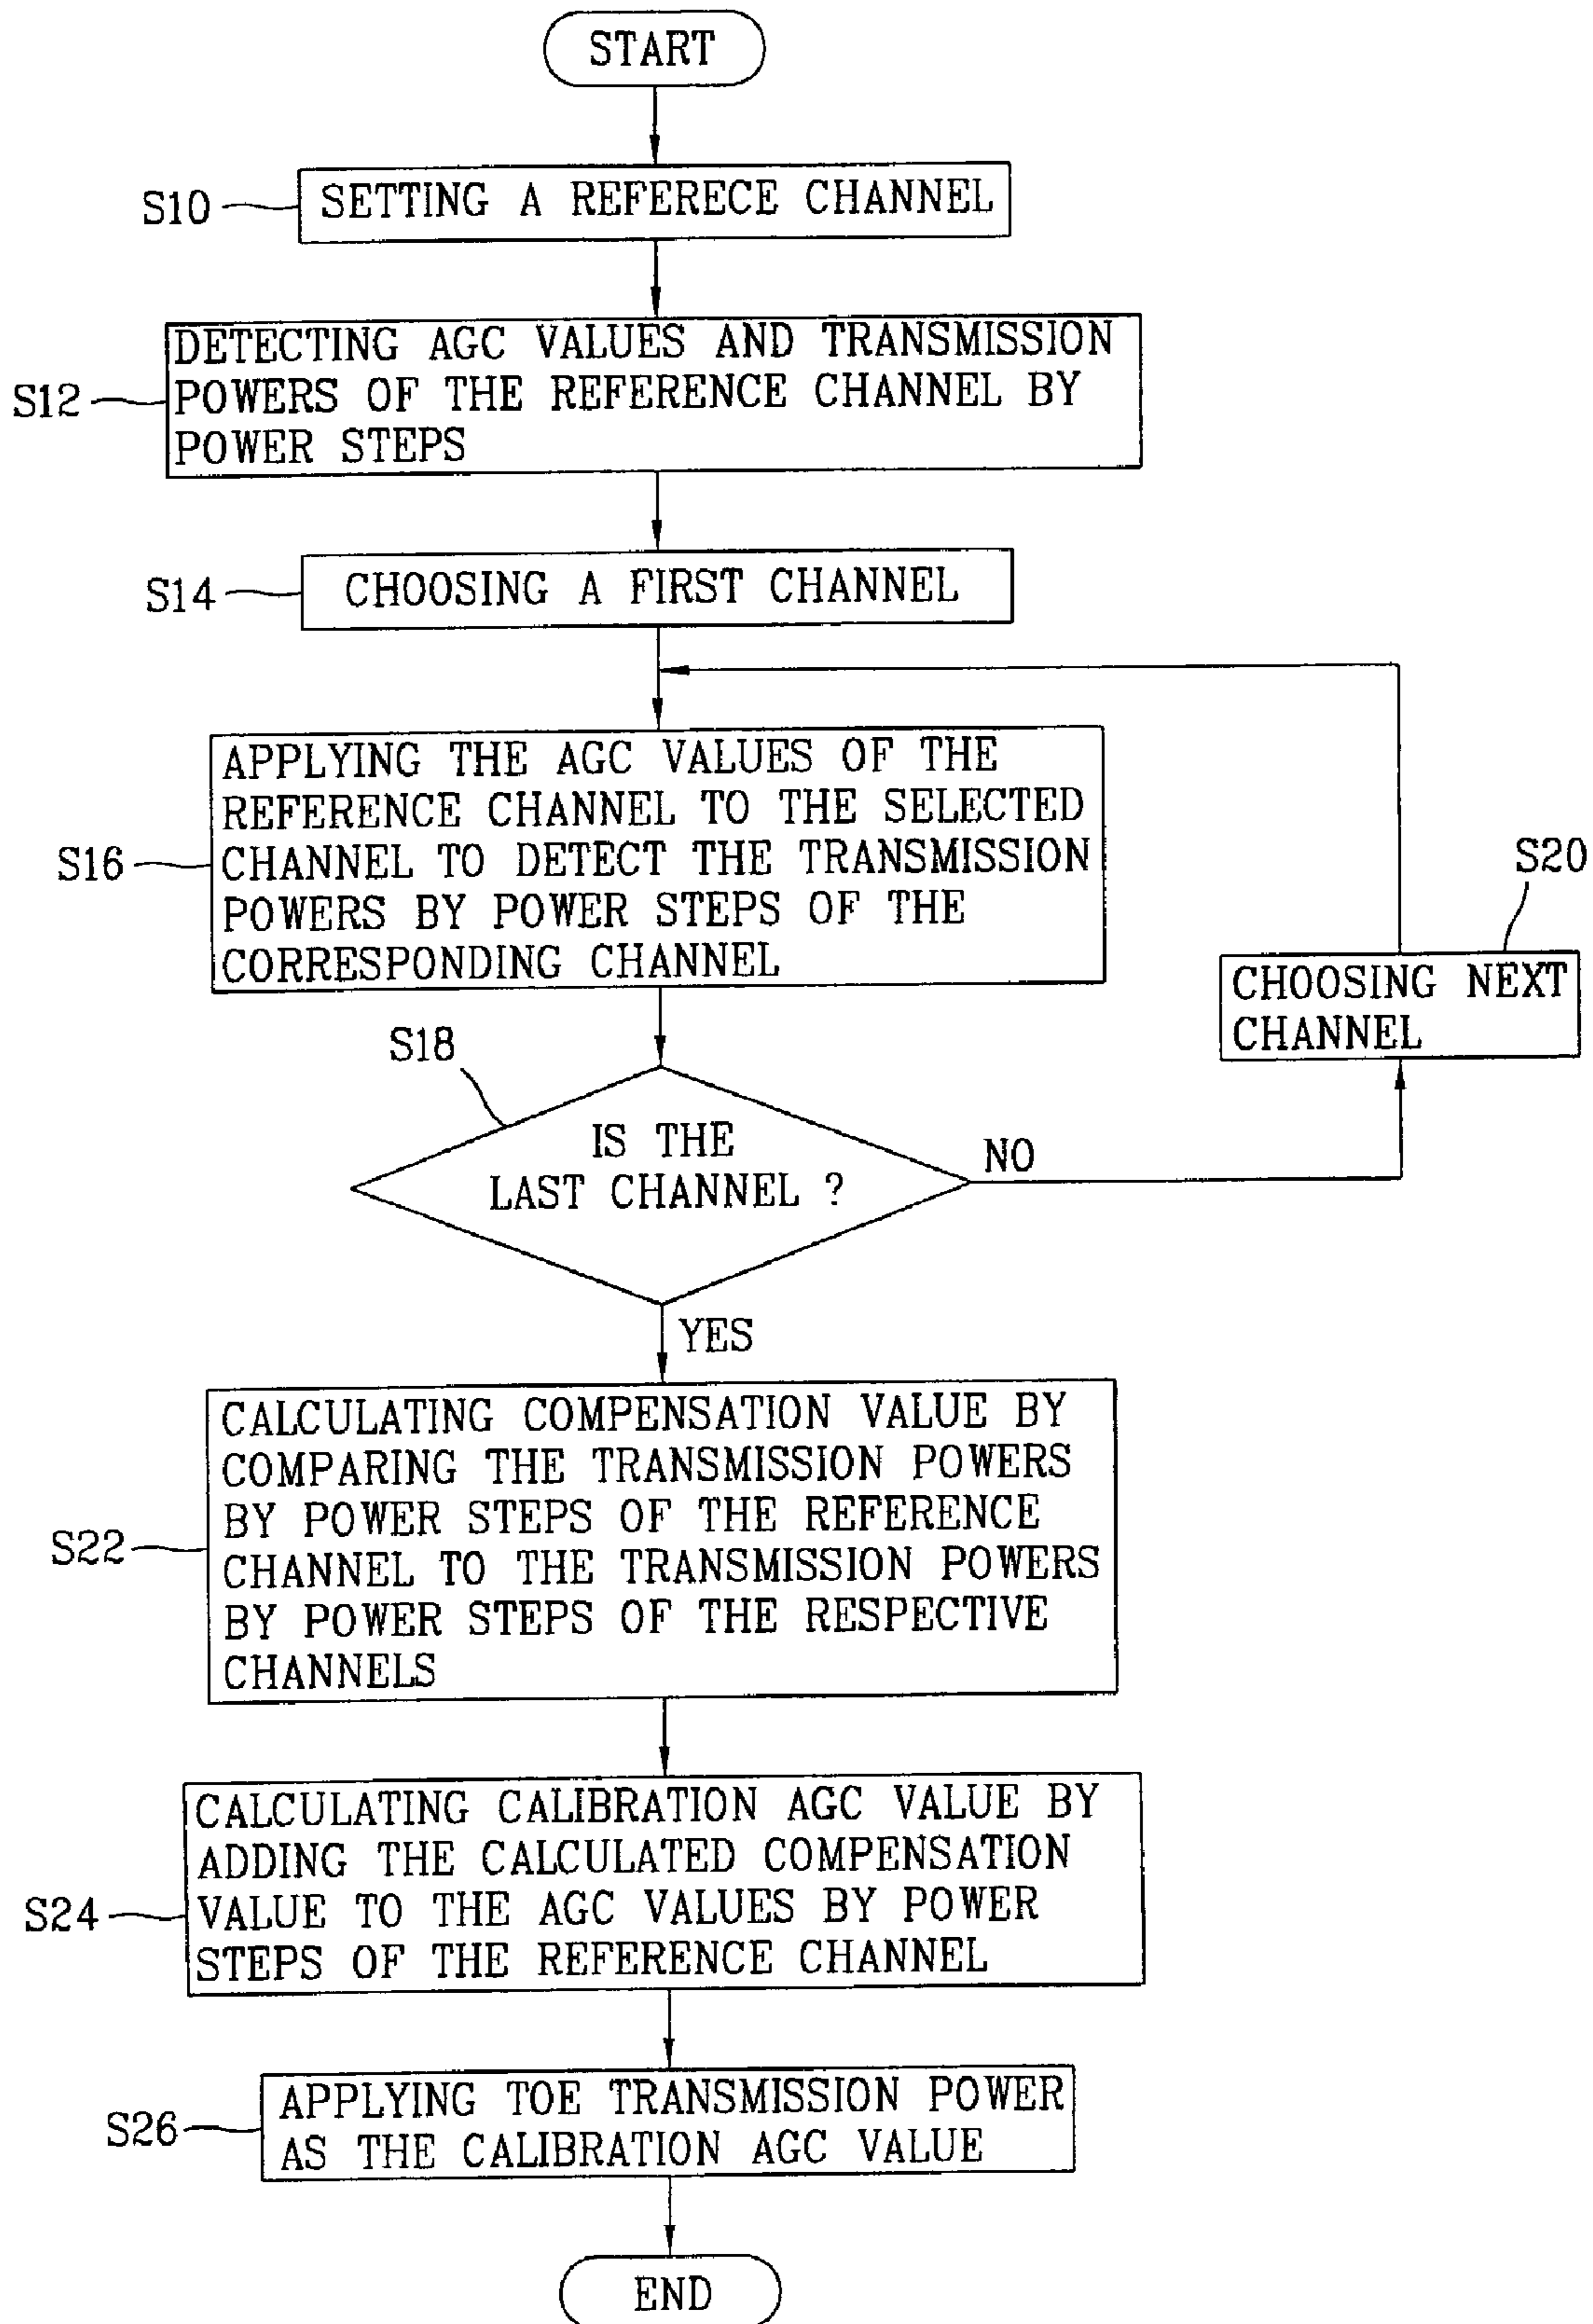 START
S10
SETTING A REFERECE CHANNEL
S12
DETECTING AGC VALUES AND TRANSMISSION
POWERS OF THE REFERENCE CHANNEL BY
POWER STEPS
S14
CHOOSING A FIRST CHANNEL
S16
APPLYING THE AGC VALUES OF THE
REFERENCE CHANNEL TO THE SELECTED
CHANNEL TO DETECT THE TRANSMISSION
POWERS BY POWER STEPS OF THE
CORRESPONDING CHANNEL
S20
CHOOSING NEXT
CHANNEL
S18
IS THE
LAST CHANNEL ?
NO
YES
S22
CALCULATING COMPENSATION VALUE BY
COMPARING THE TRANSMISSION POWERS
BY POWER STEPS OF THE REFERENCE
CHANNEL TO THE TRANSMISSION POWERS
BY POWER STEPS OF THE RESPECTIVE
CHANNELS
S24
CALCULATING CALIBRATION AGC VALUE BY
ADDING THE CALCULATED COMPENSATION
VALUE TO THE AGC VALUES BY POWER
STEPS OF THE REFERENCE CHANNEL
S26
APPLYING TOE TRANSMISSION POWER
AS THE CALIBRATION AGC VALUE
END